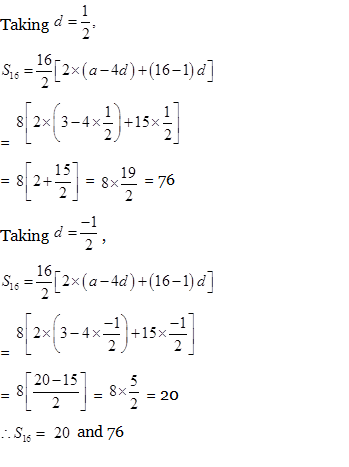 Taking d = 1/2,
S₁₆ = 16/2 [2×(a−4d)+(16−1)d]
= 8[2×(3−4×1/2)+15×1/2]
= 8[2+15/2] = 8×19/2 = 76
Taking d = −1/2 ,
S₁₆ = 16/2 [2×(a−4d)+(16−1)d]
= 8[2×(3−4×−1/2)+15×−1/2]
= 8[20−15/2] = 8×5/2 = 20
∴S₁₆ = 20 and 76